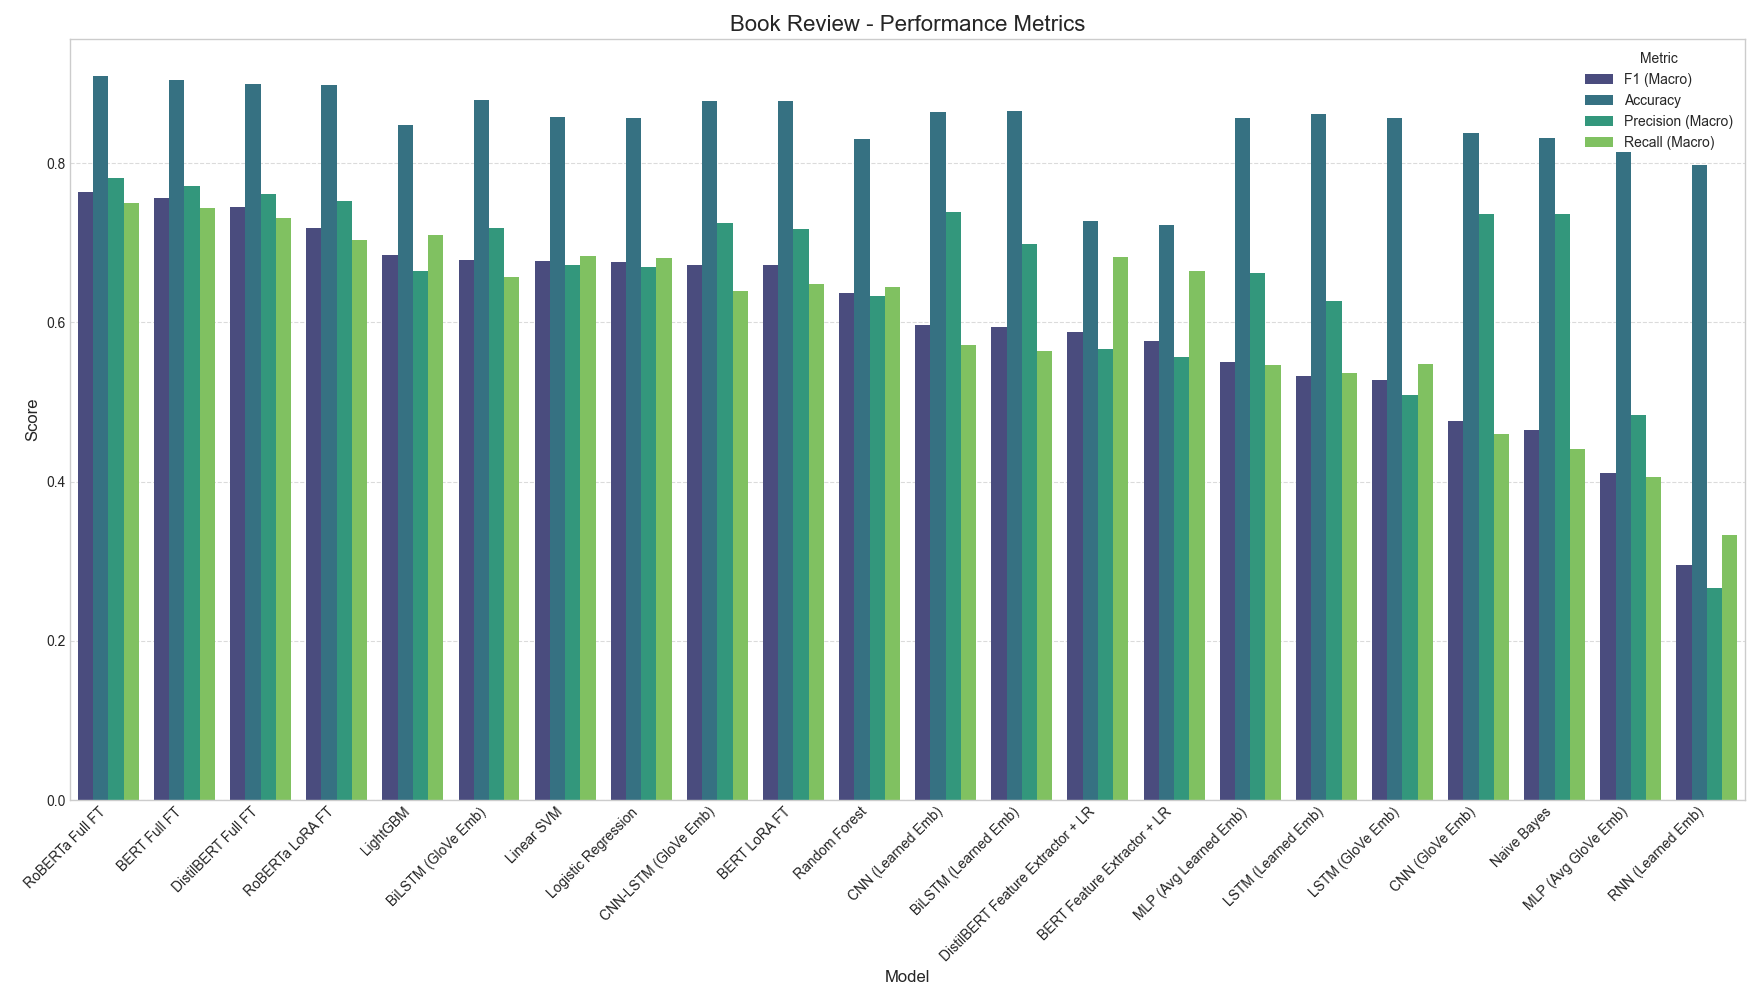 Book Review - Performance Metrics
Metric
F1 (Macro)
Accuracy
Precision (Macro)
Recall (Macro)
Score
0.8
0.6
0.4
0.2
0.0
RoBERTa Full FT
BERT Full FT
DistilBERT Full FT
RoBERTa LoRA FT
LightGBM
BiLSTM (GloVe Emb)
Linear SVM
Logistic Regression
CNN-LSTM (GloVe Emb)
BERT LoRA FT
Random Forest
CNN (Learned Emb)
BiLSTM (Learned Emb)
DistilBERT Feature Extractor + LR
BERT Feature Extractor + LR
MLP (Avg Learned Emb)
LSTM (Learned Emb)
LSTM (GloVe Emb)
CNN (GloVe Emb)
Naive Bayes
MLP (Avg GloVe Emb)
RNN (Learned Emb)
Model